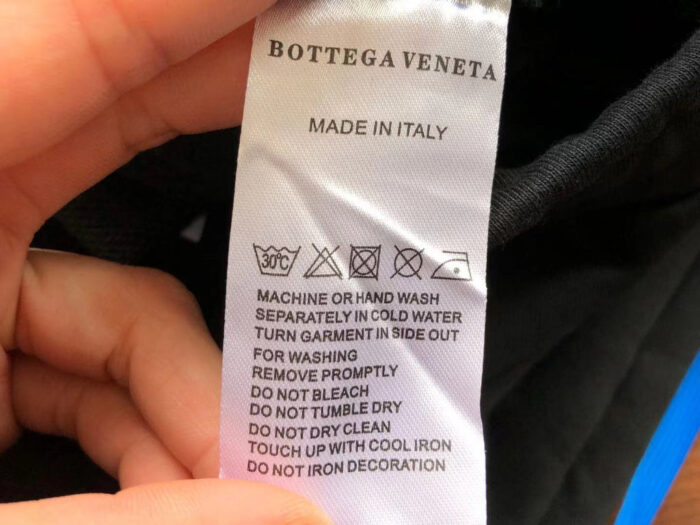 BOTTEGA VENETA
MADE IN ITALY
30°C
MACHINE OR HAND WASH
SEPARATELY IN COLD WATER
TURN GARMENT IN SIDE OUT
FOR WASHING
REMOVE PROMPTLY
DO NOT BLEACH
DO NOT TUMBLE DRY
DO NOT DRY CLEAN
TOUCH UP WITH COOL IRON
DO NOT IRON DECORATION